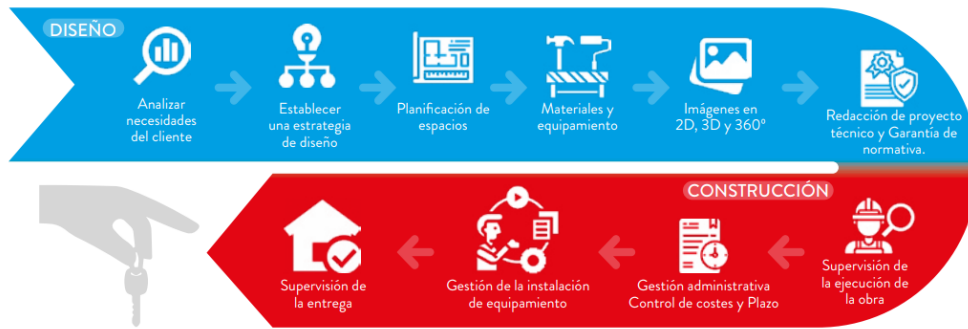 DISEÑO
Analizar
necesidades
del cliente
Establecer
una estrategia
de diseño
Planificación de
espacios
Materiales y
equipamiento
Imágenes en
2D, 3D y 360º
Redacción de proyecto
técnico y Garantía de
normativa.
CONSTRUCCIÓN
Supervisión de
la ejecución de
la obra
Gestión administrativa
Control de costes y Plazo
Gestión de la instalación
de equipamiento
Supervisión de
la entrega